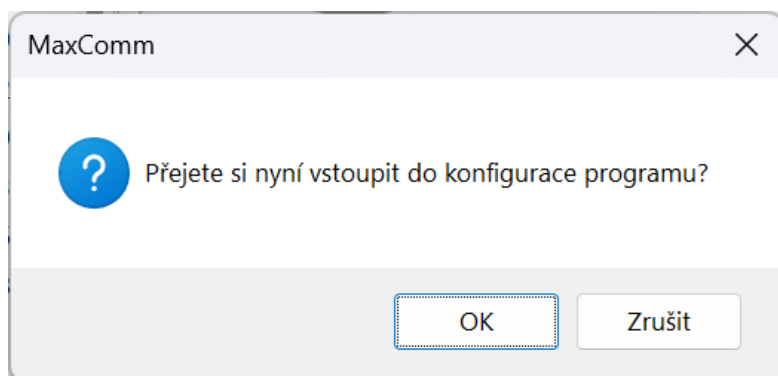 MaxComm
Přejete si nyní vstoupit do konfigurace programu?
OK
Zrušit